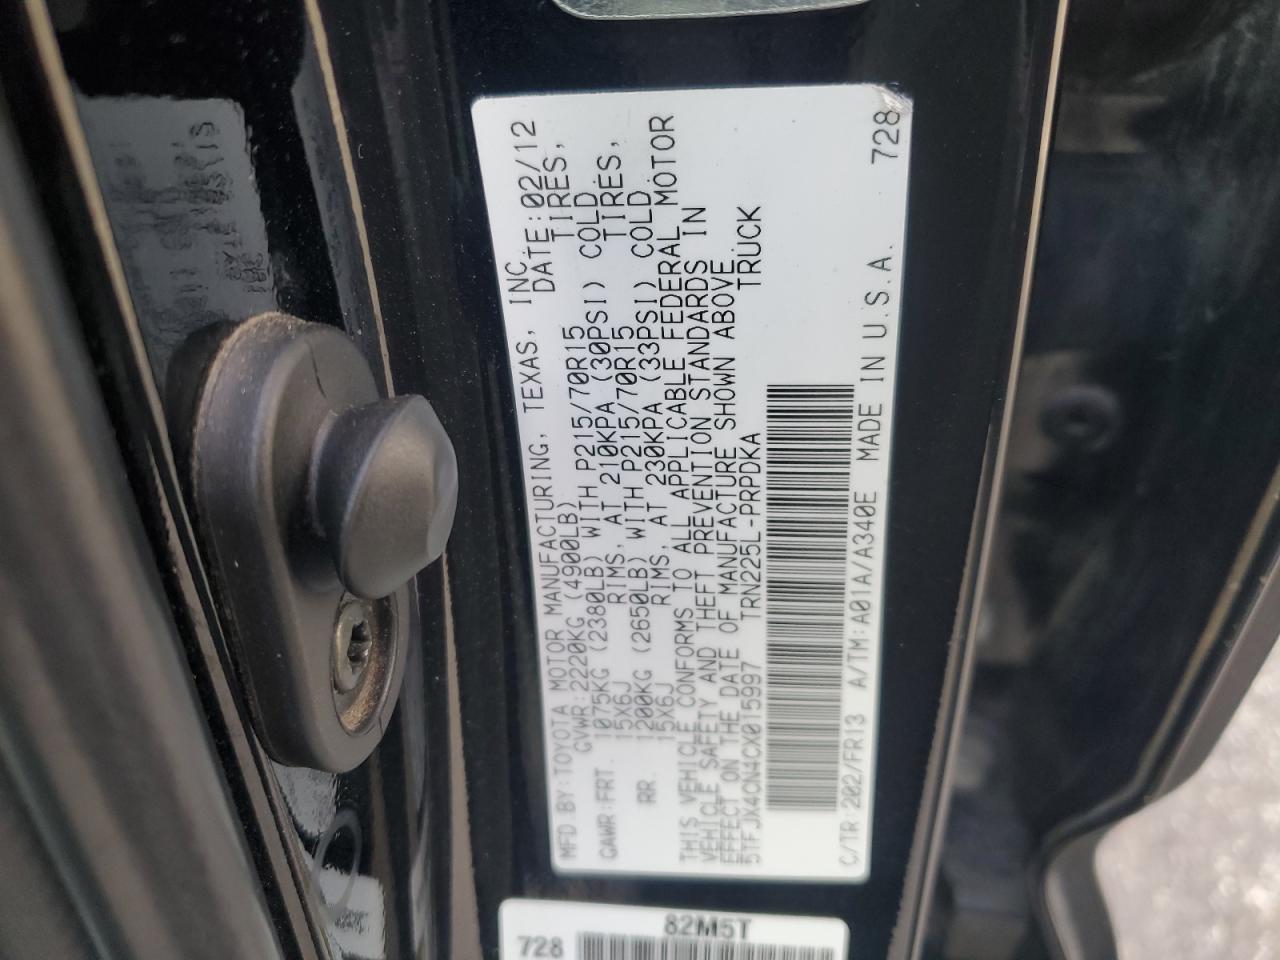 MFD BY: TOYOTA MOTOR MANUFACTURING, TEXAS, INC.
GVWR: 2220KG (4900LB) DATE: 02/12
GAWR: FRT. 1075KG (2380LB) WITH P215/70R15 TIRES,
15X6J RIMS, AT 210KPA (30PSI) COLD
RR. 1200KG (2650LB) WITH P215/70R15 TIRES,
15X6J RIMS, AT 230KPA (33PSI) COLD
THIS VEHICLE CONFORMS TO ALL APPLICABLE FEDERAL MOTOR
VEHICLE SAFETY AND THEFT PREVENTION STANDARDS IN
EFFECT ON THE DATE OF MANUFACTURE SHOWN ABOVE.
5TFJX4CN4CX015997 TRN225L-PRPDKA TRUCK
C/TR: 202/FR13 A/TM: A01A/A340E MADE IN U.S.A. 728
82M5T
728